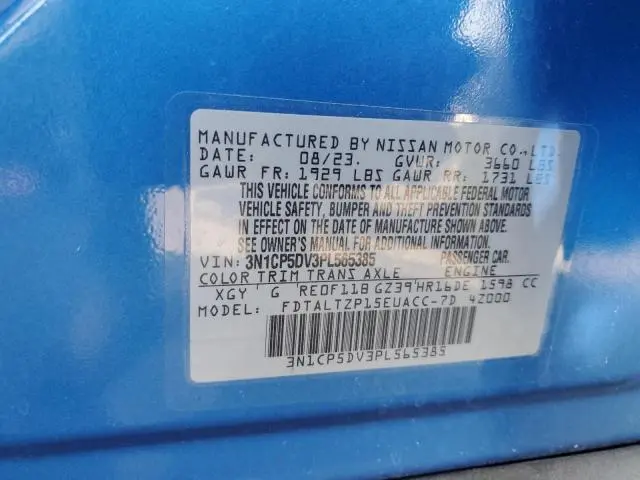 MANUFACTURED BY NISSAN MOTOR CO.,LTD.
DATE: 08/23. GVWR: 3660 LBS
GAWR FR: 1929 LBS GAWR RR: 1731 LBS
THIS VEHICLE CONFORMS TO ALL APPLICABLE FEDERAL MOTOR
VEHICLE SAFETY, BUMPER AND THEFT PREVENTION STANDARDS
IN EFFECT ON THE DATE OF MANUFACTURE SHOWN ABOVE.
SEE OWNER'S MANUAL FOR ADDITIONAL INFORMATION.
VIN: 3N1CP5DV3PL565385 PASSENGER CAR.
COLOR TRIM TRANS AXLE ENGINE
XGY G RE0F11B GZ39 HR16DE 1598 CC
MODEL: FDTALTZP15EUACC-7D 4Z000
3N1CP5DV3PL565385